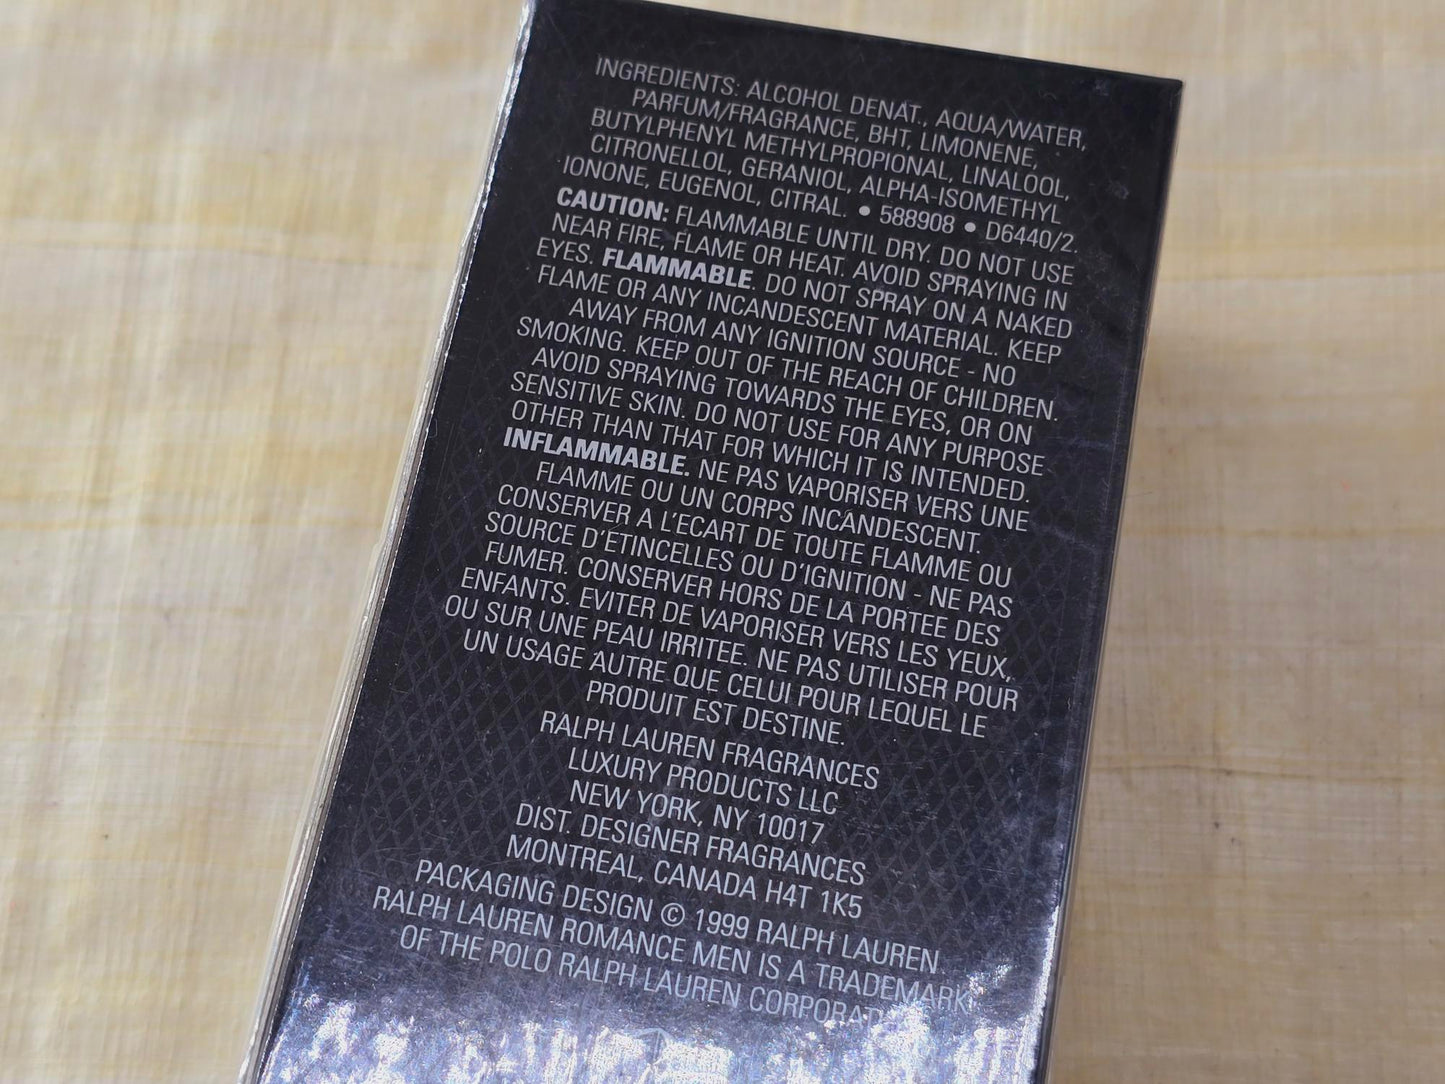 INGREDIENTS: ALCOHOL DENAT., AQUA/WATER,
PARFUM/FRAGRANCE, BHT, LIMONENE,
BUTYLPHENYL METHYLPROPIONAL, LINALOOL,
CITRONELLOL, GERANIOL, ALPHA-ISOMETHYL
IONONE, EUGENOL, CITRAL. • 588908 • D6440/2.
CAUTION: FLAMMABLE UNTIL DRY. DO NOT USE
NEAR FIRE, FLAME OR HEAT. AVOID SPRAYING IN
EYES. FLAMMABLE. DO NOT SPRAY ON A NAKED
FLAME OR ANY INCANDESCENT MATERIAL. KEEP
AWAY FROM ANY IGNITION SOURCE - NO
SMOKING. KEEP OUT OF THE REACH OF CHILDREN.
AVOID SPRAYING TOWARDS THE EYES, OR ON
SENSITIVE SKIN. DO NOT USE FOR ANY PURPOSE
OTHER THAN THAT FOR WHICH IT IS INTENDED.
INFLAMMABLE. NE PAS VAPORISER VERS UNE
FLAMME OU UN CORPS INCANDESCENT.
CONSERVER A L'ECART DE TOUTE FLAMME OU
SOURCE D'ETINCELLES OU D'IGNITION - NE PAS
FUMER. CONSERVER HORS DE LA PORTEE DES
ENFANTS. EVITER DE VAPORISER VERS LES YEUX,
OU SUR UNE PEAU IRRITEE. NE PAS UTILISER POUR
UN USAGE AUTRE QUE CELUI POUR LEQUEL LE
PRODUIT EST DESTINE.
RALPH LAUREN FRAGRANCES
LUXURY PRODUCTS LLC
NEW YORK, NY 10017
DIST. DESIGNER FRAGRANCES
MONTREAL, CANADA H4T 1K5
PACKAGING DESIGN © 1999 RALPH LAUREN
RALPH LAUREN ROMANCE MEN IS A TRADEMARK
OF THE POLO RALPH LAUREN